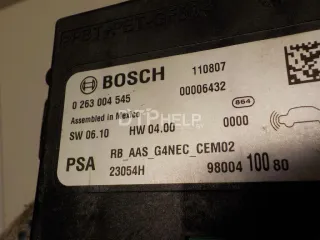 BOSCH 110807
0 263 004 545 00006432
Assembled in Mexico 864
SW 06.10 HW 04.00 0000
PSA RB_AAS_G4NEC_CEM02
23054H 98004 100 80